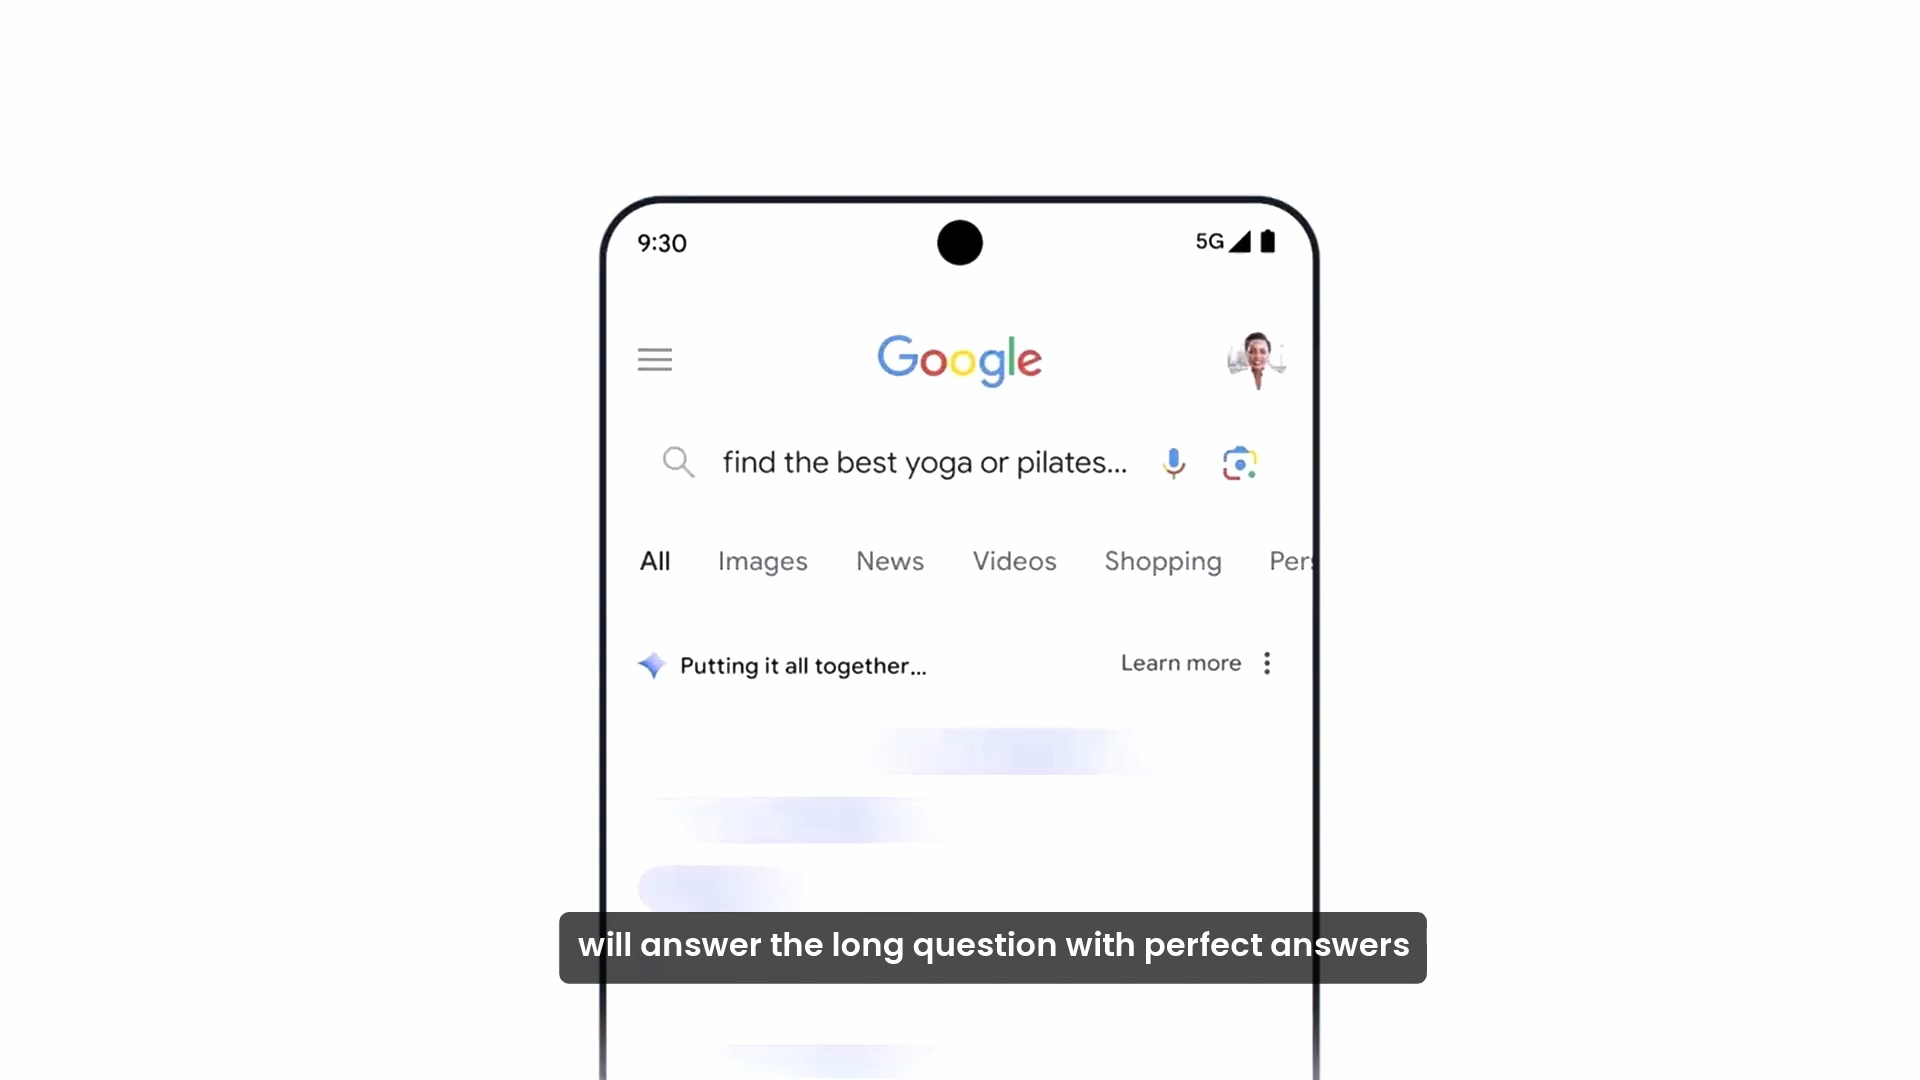 9:30
5G
Google
find the best yoga or pilates...
All Images News Videos Shopping Pers
Putting it all together...
Learn more
will answer the long question with perfect answers